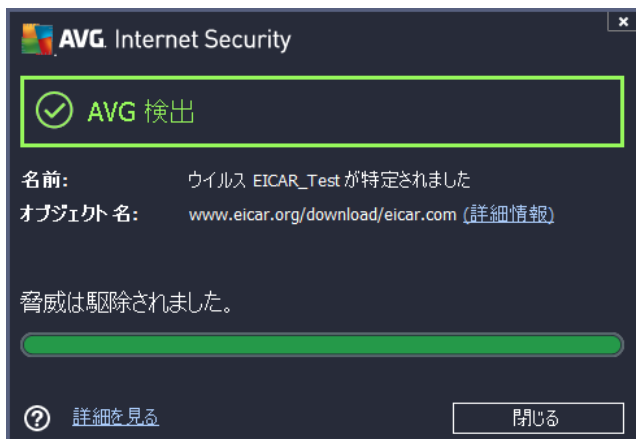 AVG. Internet Security
AVG 検出
名前: ウイルス EICAR_Test が特定されました
オブジェクト名: www.eicar.org/download/eicar.com (詳細情報)
脅威は駆除されました。
? 詳細を見る 閉じる